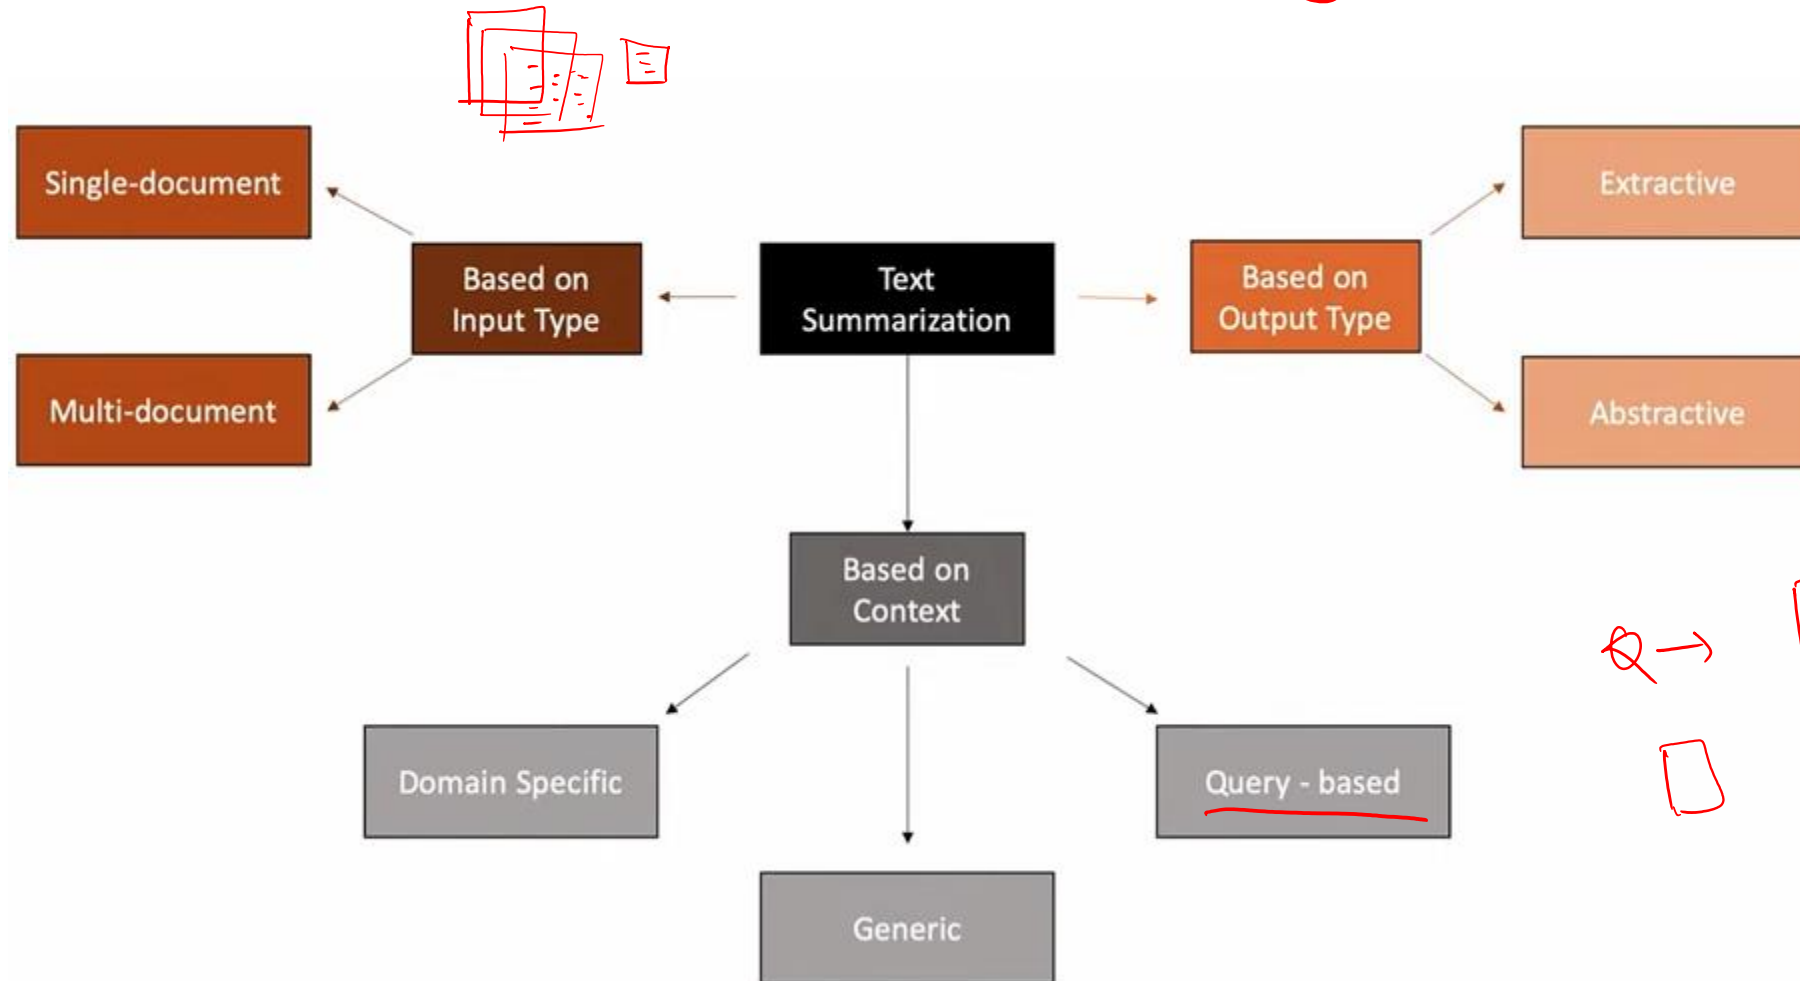 Single-document
Extractive
Based on
Input Type
Text
Summarization
Based on
Output Type
Multi-document
Abstractive
Based on
Context
Q →
Domain Specific
Query - based
Generic